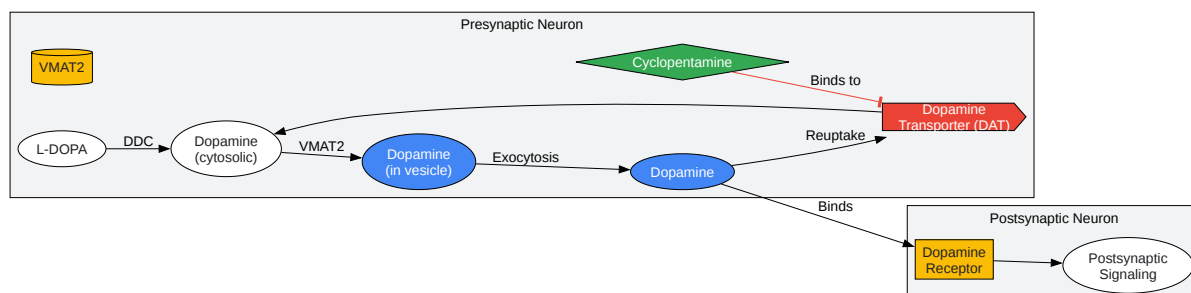 Presynaptic Neuron
VMAT2
Cyclopentamine
Binds to
Dopamine
Transporter (DAT)
L-DOPA
DDC
Dopamine
(cytosolic)
VMAT2
Dopamine
(in vesicle)
Exocytosis
Dopamine
Reuptake
Binds
Postsynaptic Neuron
Dopamine
Receptor
Postsynaptic
Signaling